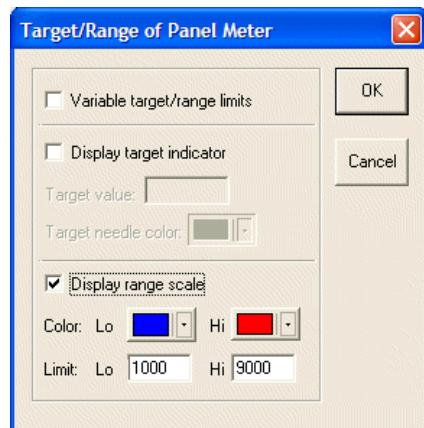 Target/Range of Panel Meter
Variable target/range limits
OK
Display target indicator
Cancel
Target value:
Target needle color:
Display range scale
Color: Lo Hi
Limit: Lo 1000 Hi 9000